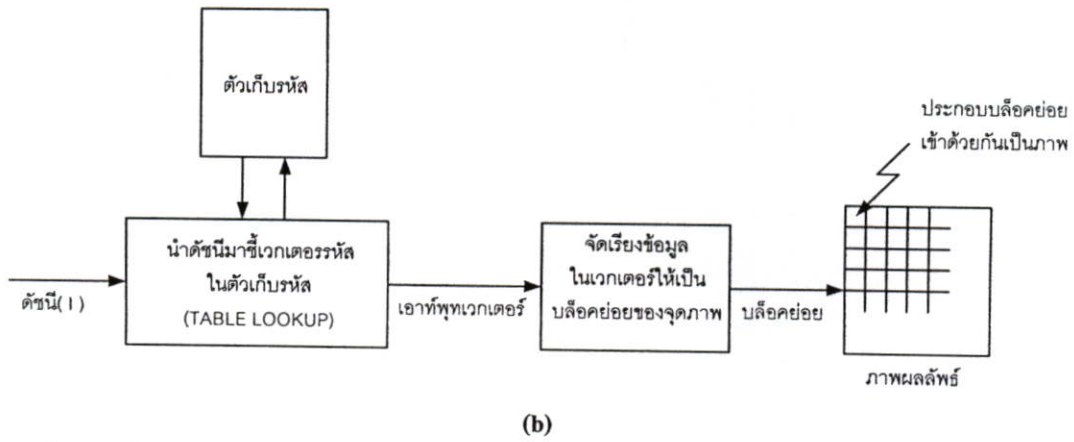 ตัวเก็บรหัส
ประกอบบล็อคย่อย
เข้าด้วยกันเป็นภาพ
นำดัชนีมาชี้เวกเตอรรหัส
ในตัวเก็บรหัส
(TABLE LOOKUP)
จัดเรียงข้อมูล
ในเวกเตอร์ให้เป็น
บล็อคย่อยของจุดภาพ
ดัชนี( I )
เอาท์พุทเวกเตอร์
บล็อคย่อย
ภาพผลลัพธ์
(b)